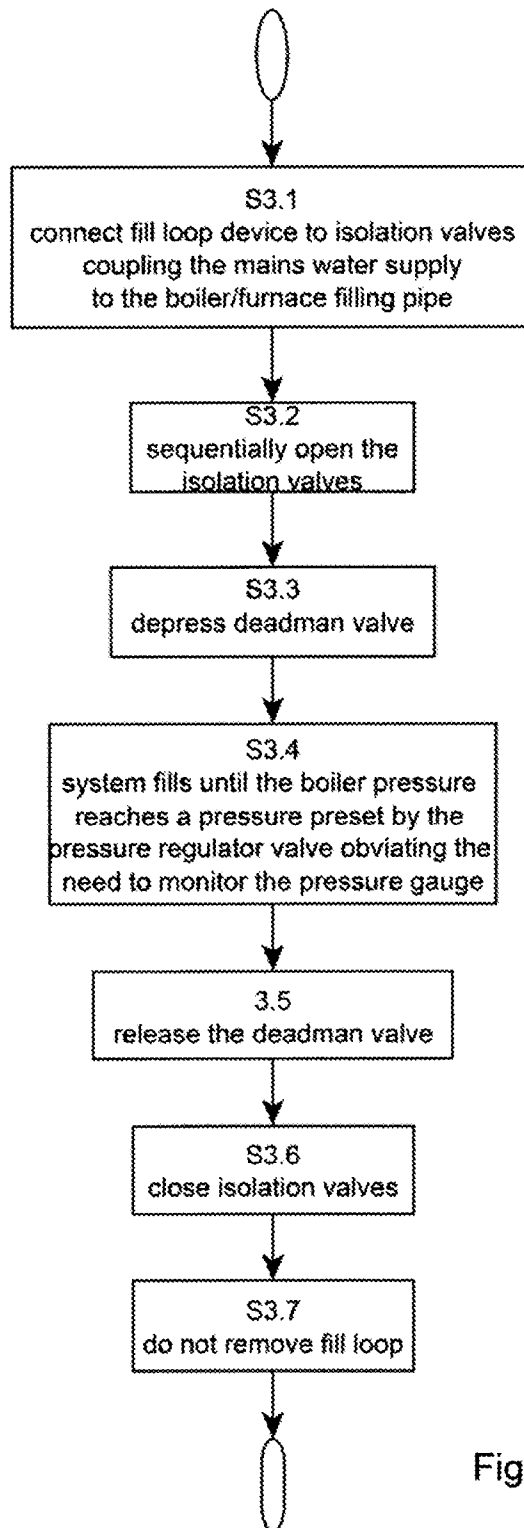 S3.1
connect fill loop device to isolation valves
coupling the mains water supply
to the boiler/furnace filling pipe
S3.2
sequentially open the
isolation valves
S3.3
depress deadman valve
S3.4
system fills until the boiler pressure
reaches a pressure preset by the
pressure regulator valve obviating the
need to monitor the pressure gauge
3.5
release the deadman valve
S3.6
close isolation valves
S3.7
do not remove fill loop
Fig